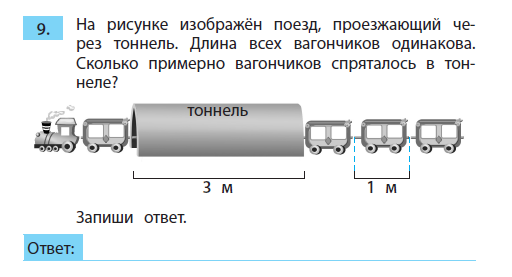 9.
На рисунке изображён поезд, проезжающий че-
рез тоннель. Длина всех вагончиков одинакова.
Сколько примерно вагончиков спряталось в тон-
неле?
тоннель
3 м
1 м
Запиши ответ.
Ответ: